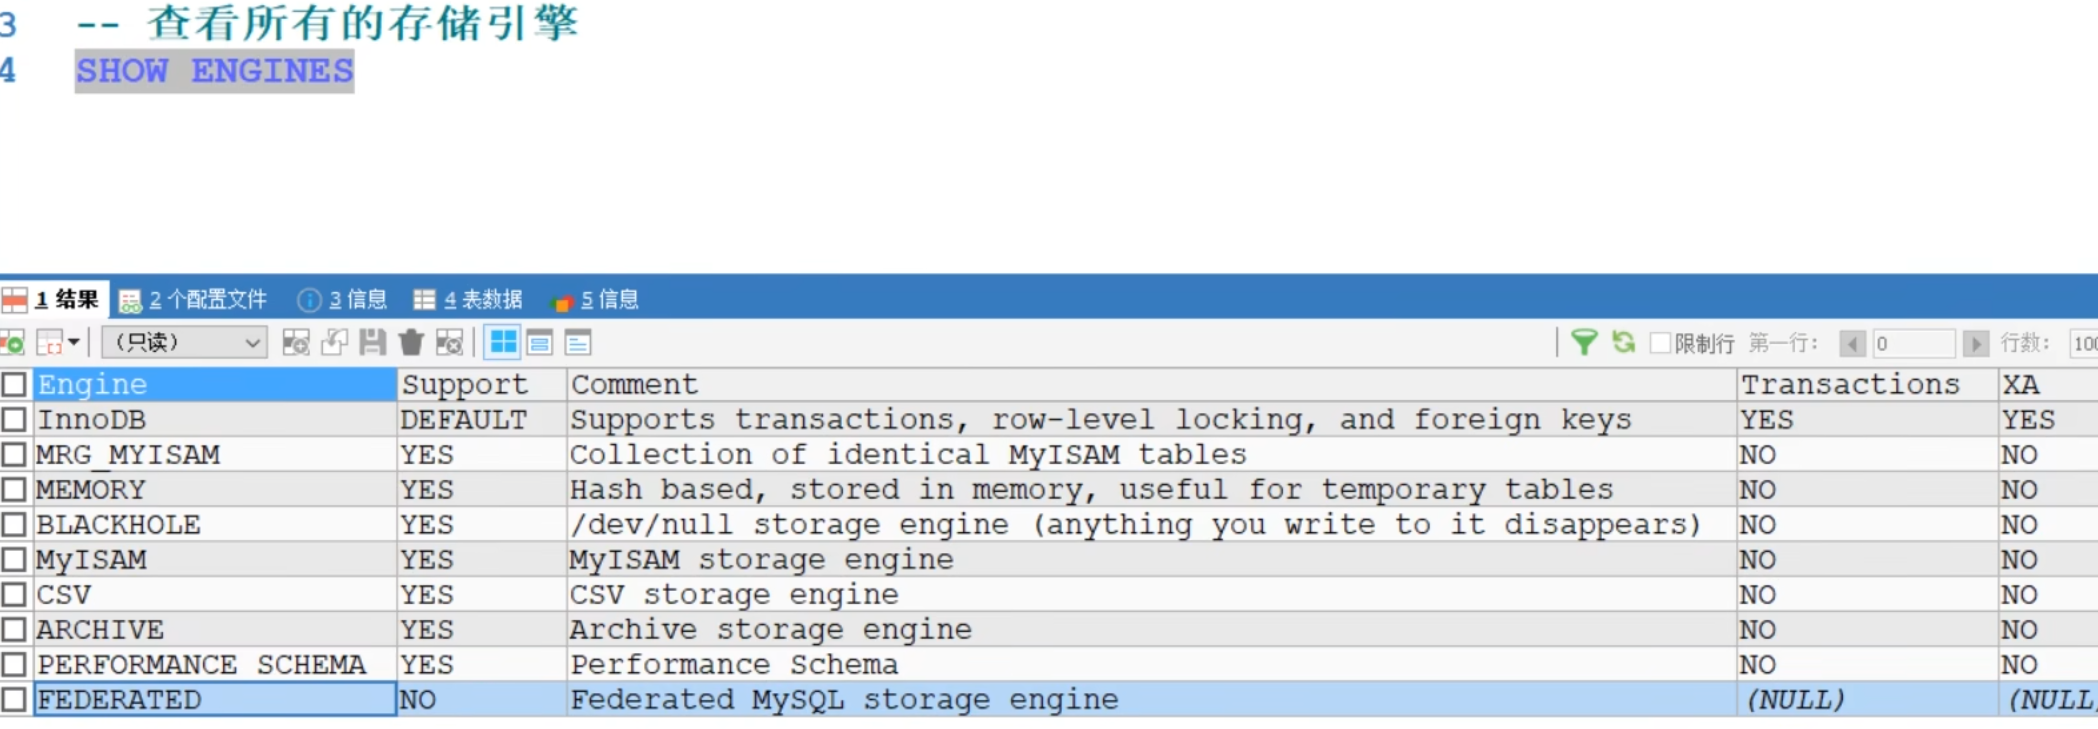 3 -- 查看所有的存储引擎
4 SHOW ENGINES
1 结果 2 个配置文件 3 信息 4 表数据 5 信息
（只读） 限制行 第一行: 0 行数:
Engine Support Comment Transactions XA
InnoDB DEFAULT Supports transactions, row-level locking, and foreign keys YES YES
MRG_MYISAM YES Collection of identical MyISAM tables NO NO
MEMORY YES Hash based, stored in memory, useful for temporary tables NO NO
BLACKHOLE YES /dev/null storage engine (anything you write to it disappears) NO NO
MyISAM YES MyISAM storage engine NO NO
CSV YES CSV storage engine NO NO
ARCHIVE YES Archive storage engine NO NO
PERFORMANCE_SCHEMA YES Performance Schema NO NO
FEDERATED NO Federated MySQL storage engine (NULL) (NULL)